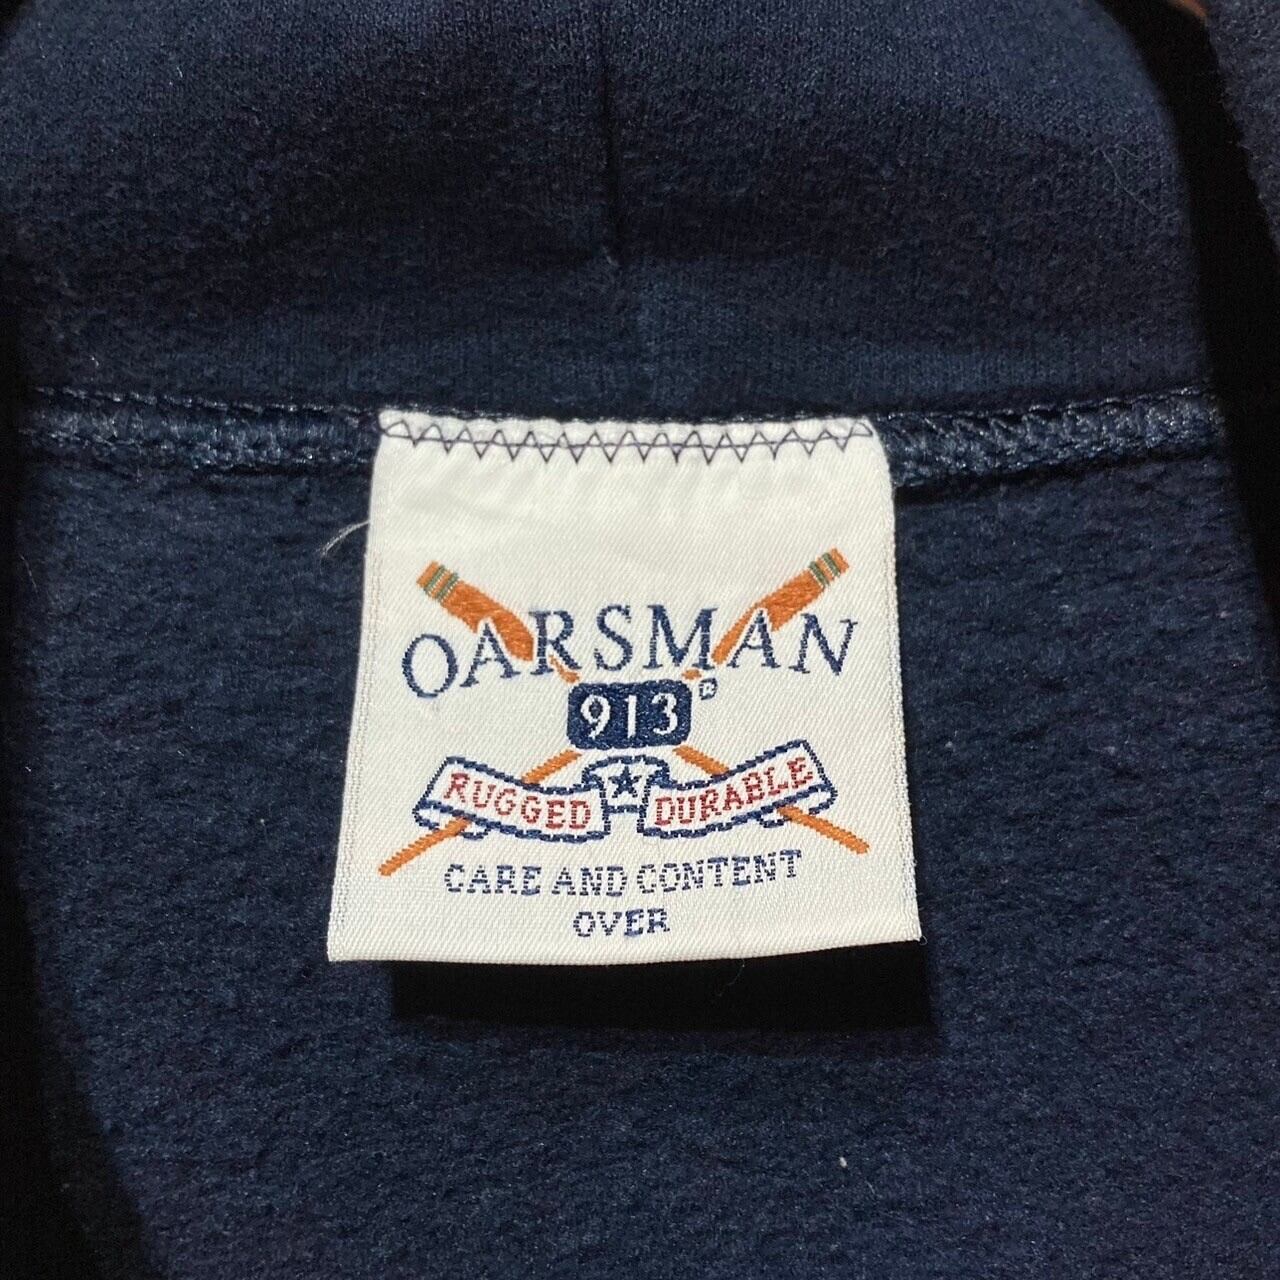 OARSMAN
913®
RUGGED ★ DURABLE
CARE AND CONTENT
OVER